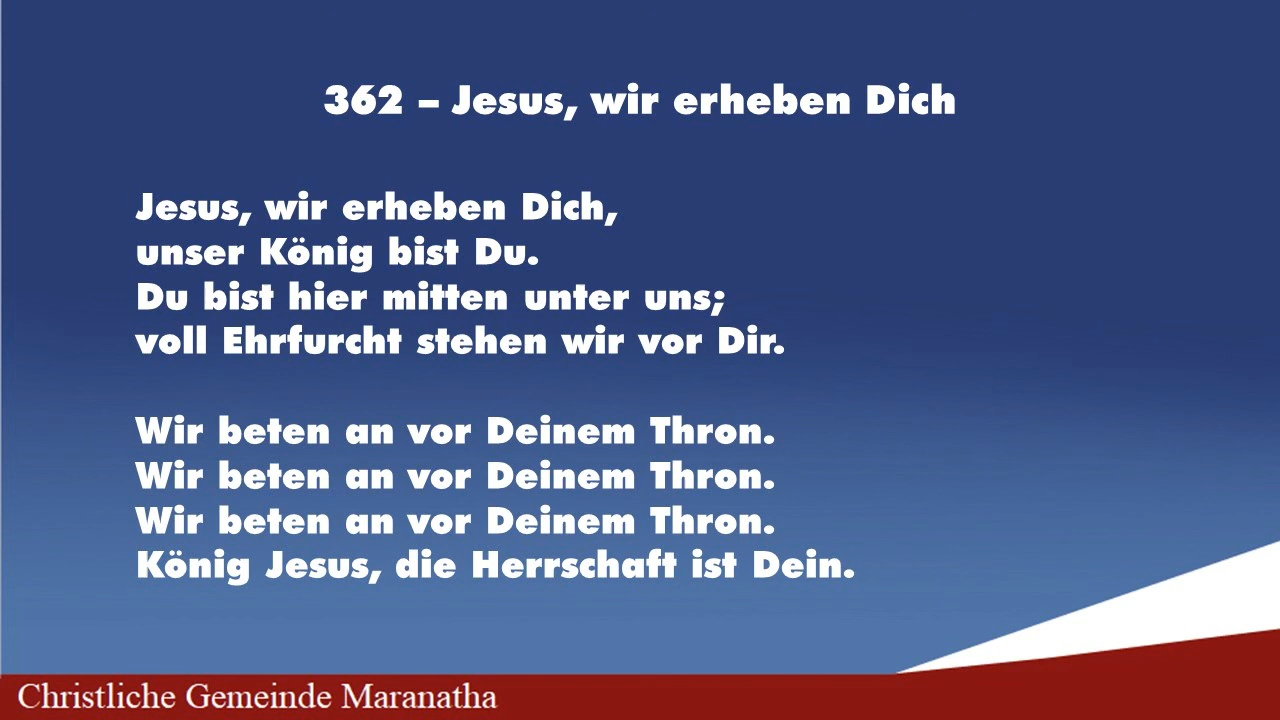 362 – Jesus, wir erheben Dich
Jesus, wir erheben Dich,
unser König bist Du.
Du bist hier mitten unter uns;
voll Ehrfurcht stehen wir vor Dir.
Wir beten an vor Deinem Thron.
Wir beten an vor Deinem Thron.
Wir beten an vor Deinem Thron.
König Jesus, die Herrschaft ist Dein.
Christliche Gemeinde Maranatha